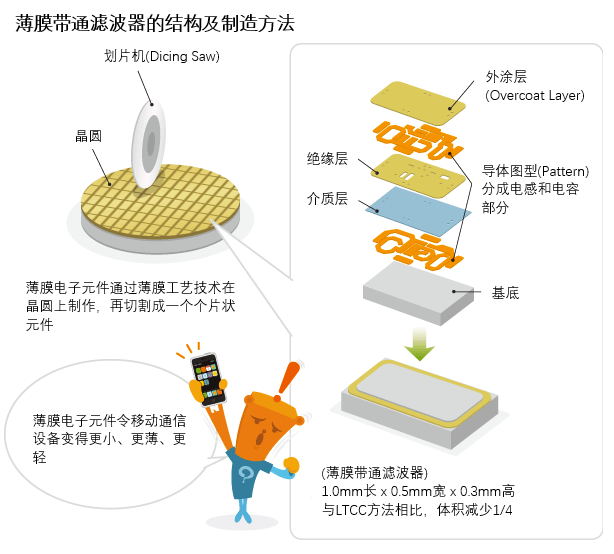 薄膜带通滤波器的结构及制造方法
划片机(Dicing Saw)
晶圆
薄膜电子元件通过薄膜工艺技术在
晶圆上制作，再切割成一个个片状
元件
薄膜电子元件令移动通信
设备变得更小、更薄、更
轻
外涂层
(Overcoat Layer)
绝缘层
导体图型(Pattern)
分成电感和电容
部分
介质层
基底
(薄膜带通滤波器)
1.0mm长 x 0.5mm宽 x 0.3mm高
与LTCC方法相比，体积减少1/4